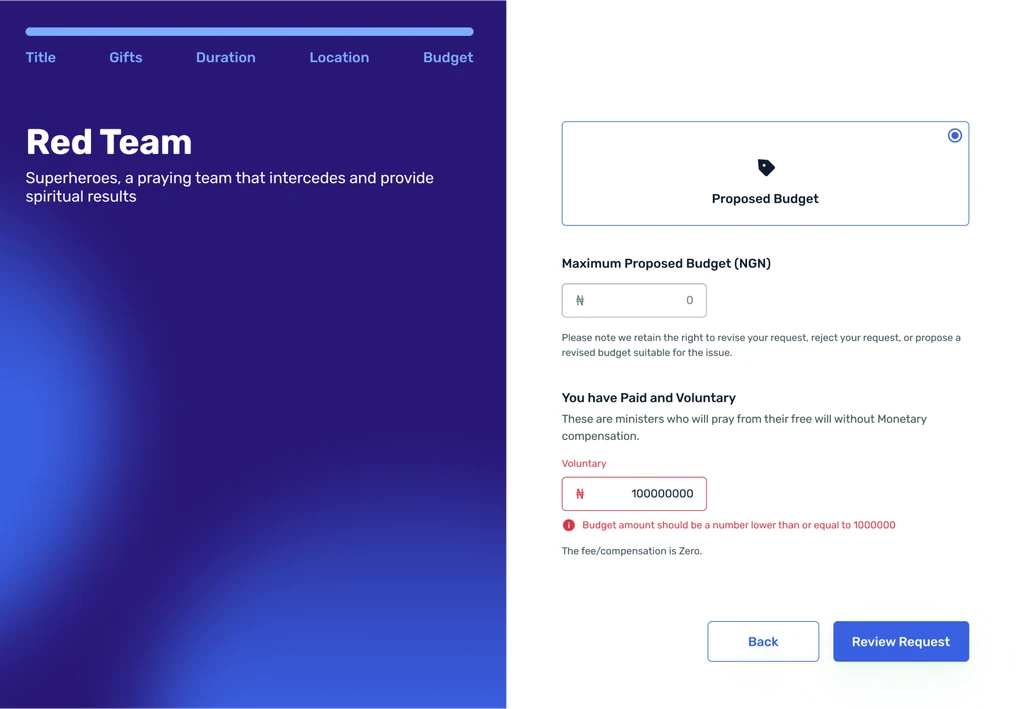 Title Gifts Duration Location Budget
Red Team
Superheroes, a praying team that intercedes and provide
spiritual results
Proposed Budget
Maximum Proposed Budget (NGN)
₦ 0
Please note we retain the right to revise your request, reject your request, or propose a
revised budget suitable for the issue.
You have Paid and Voluntary
These are ministers who will pray from their free will without Monetary
compensation.
Voluntary
₦ 100000000
Budget amount should be a number lower than or equal to 1000000
The fee/compensation is Zero.
Back Review Request